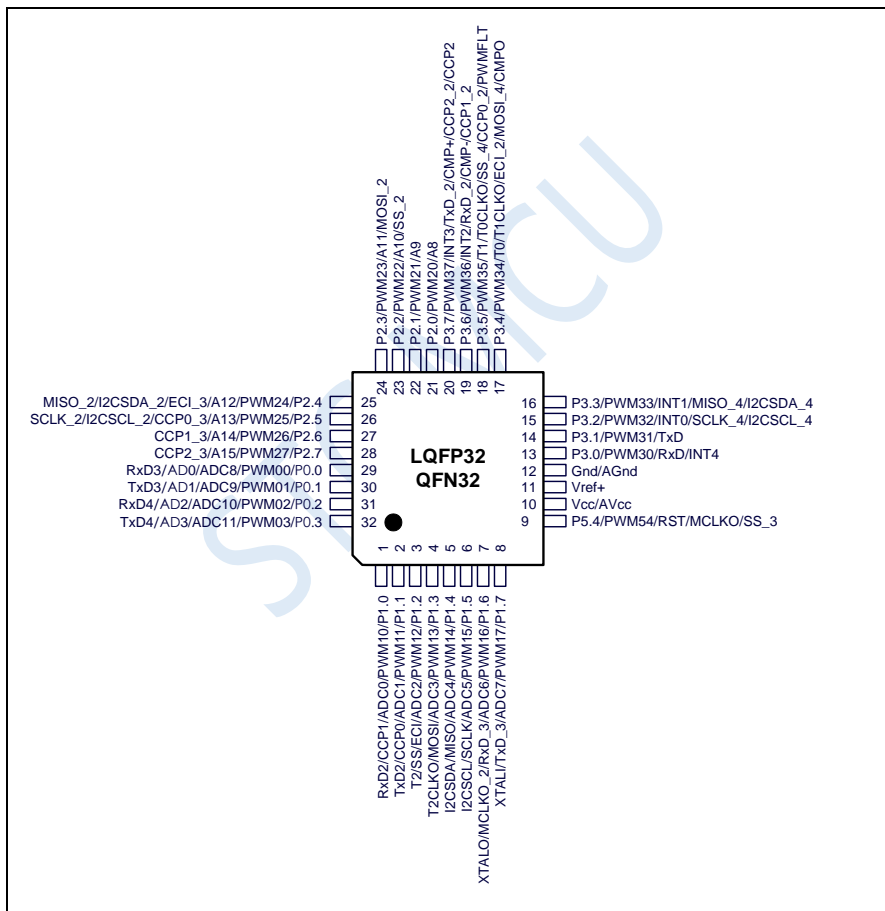 P2.3/PWM23/A11/MOSI_2
P2.2/PWM22/A10/SS_2
P2.1/PWM21/A9
P2.0/PWM20/A8
P3.7/PWM37/INT3/TxD_2/CMP+/CCP2_2/CCP2
P3.6/PWM36/INT2/RxD_2/CMP-/CCP1_2
P3.5/PWM35/T1/T0CLKO/SS_4/CCP0_2/PWMFLT
P3.4/PWM34/T0/T1CLKO/ECI_2/MOSI_4/CMPO
24 23 22 21 20 19 18 17
MISO_2/I2CSDA_2/ECI_3/A12/PWM24/P2.4 25
SCLK_2/I2CSCL_2/CCP0_3/A13/PWM25/P2.5 26
CCP1_3/A14/PWM26/P2.6 27
CCP2_3/A15/PWM27/P2.7 28
RxD3/AD0/ADC8/PWM00/P0.0 29
TxD3/AD1/ADC9/PWM01/P0.1 30
RxD4/AD2/ADC10/PWM02/P0.2 31
TxD4/AD3/ADC11/PWM03/P0.3 32
LQFP32
QFN32
16 P3.3/PWM33/INT1/MISO_4/I2CSDA_4
15 P3.2/PWM32/INT0/SCLK_4/I2CSCL_4
14 P3.1/PWM31/TxD
13 P3.0/PWM30/RxD/INT4
12 Gnd/AGnd
11 Vref+
10 Vcc/AVcc
9 P5.4/PWM54/RST/MCLKO/SS_3
1 2 3 4 5 6 7 8
RxD2/CCP1/ADC0/PWM10/P1.0
TxD2/CCP0/ADC1/PWM11/P1.1
T2/SS/ECI/ADC2/PWM12/P1.2
T2CLKO/MOSI/ADC3/PWM13/P1.3
I2CSDA/MISO/ADC4/PWM14/P1.4
I2CSCL/SCLK/ADC5/PWM15/P1.5
XTALO/MCLKO_2/RxD_3/ADC6/PWM16/P1.6
XTALI/TxD_3/ADC7/PWM17/P1.7
STCMCU